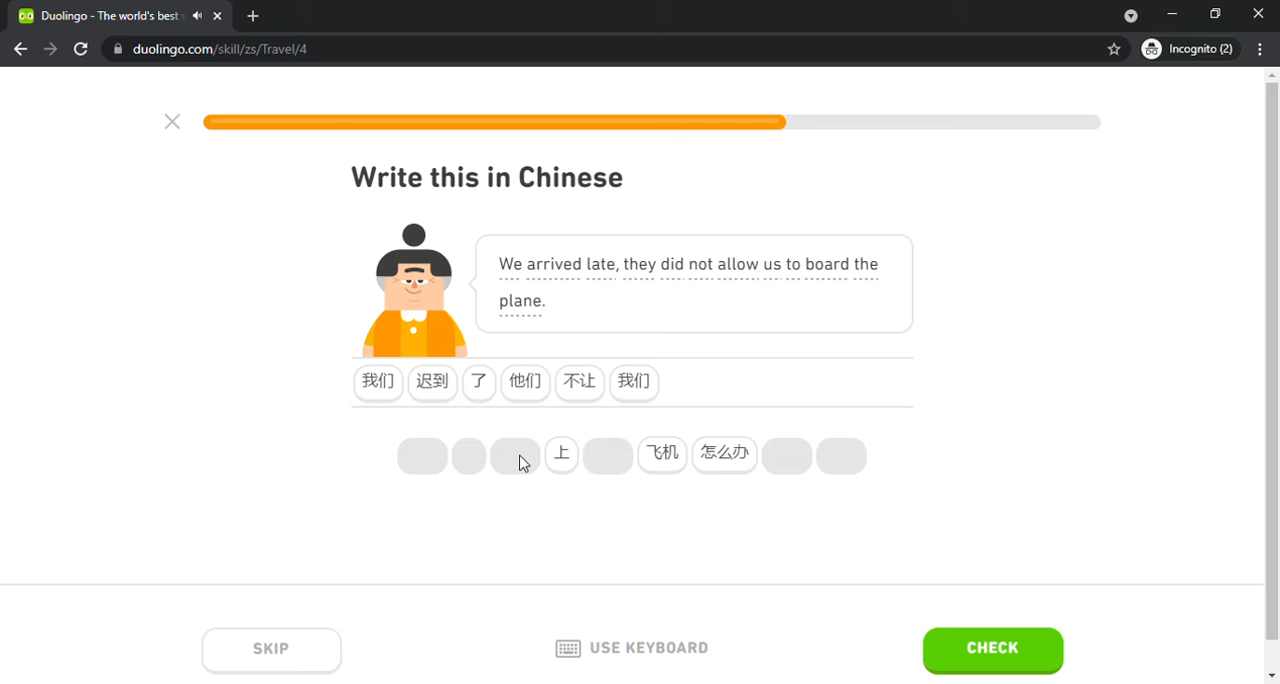 Duolingo - The world's best
duolingo.com/skill/zs/Travel/4
Incognito (2)
Write this in Chinese
We arrived late, they did not allow us to board the
plane.
我们 迟到 了 他们 不让 我们
上 飞机 怎么办
SKIP
USE KEYBOARD
CHECK